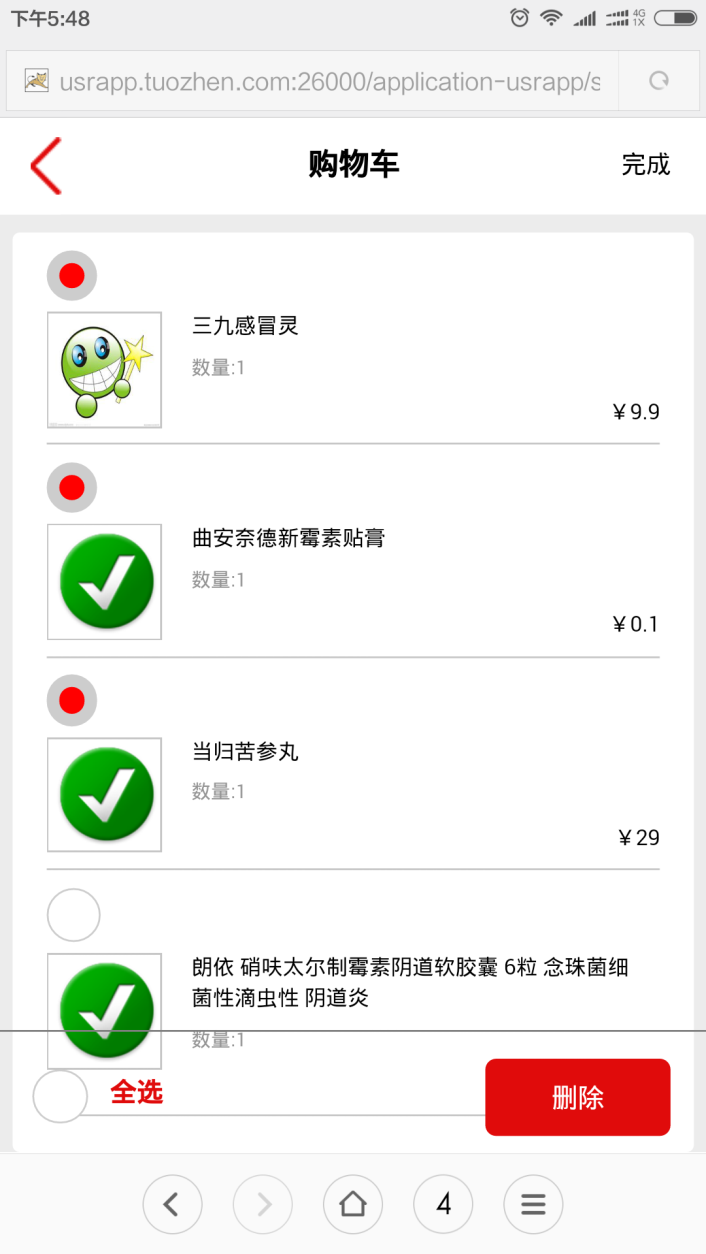 下午5:48
4G
1X
usrapp.tuozhen.com:26000/application-usrapp/s
购物车
完成
三九感冒灵
数量:1
￥9.9
曲安奈德新霉素贴膏
数量:1
￥0.1
当归苦参丸
数量:1
￥29
朗依 硝呋太尔制霉素阴道软胶囊 6粒 念珠菌细
菌性滴虫性 阴道炎
数量:1
全选
删除
4